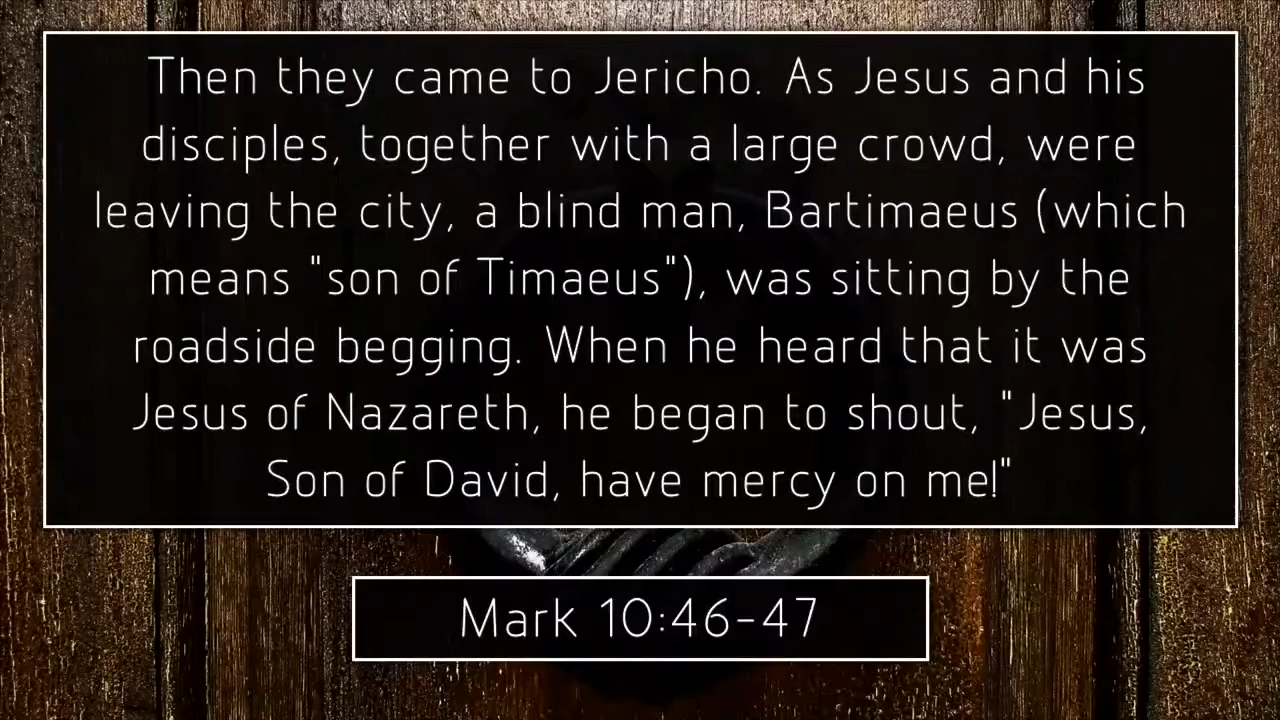 Then they came to Jericho. As Jesus and his
disciples, together with a large crowd, were
leaving the city, a blind man, Bartimaeus (which
means "son of Timaeus"), was sitting by the
roadside begging. When he heard that it was
Jesus of Nazareth, he began to shout, "Jesus,
Son of David, have mercy on me!"
Mark 10:46-47